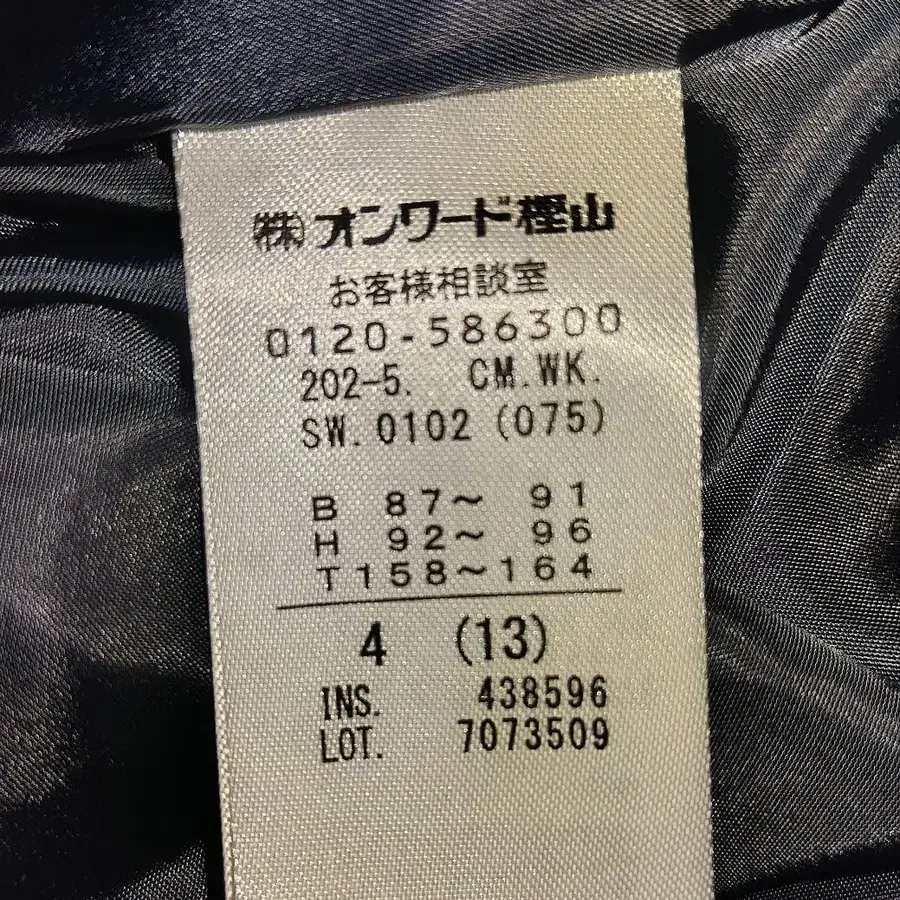 ㈱オンワード樫山
お客様相談室
0120-586300
202-5. CM.WK.
SW.0102 (075)
B 87～ 91
H 92～ 96
T158～164
4 (13)
INS. 438596
LOT. 7073509